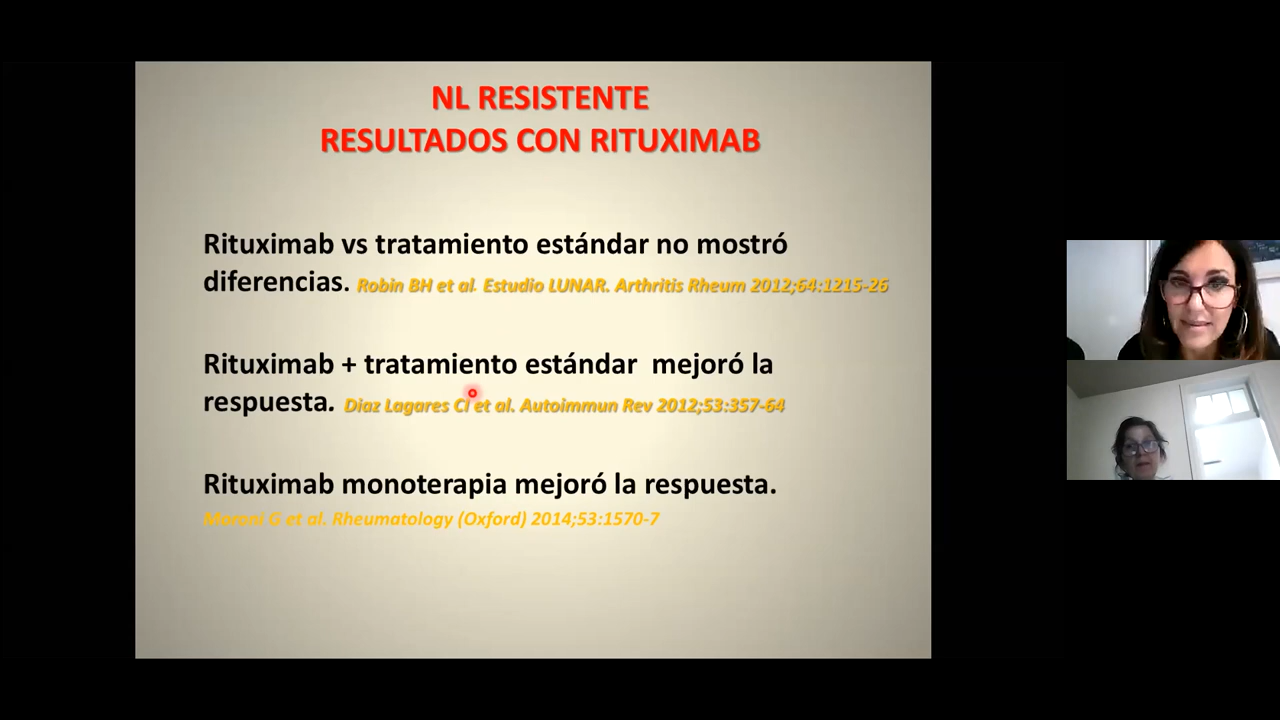 NL RESISTENTE
RESULTADOS CON RITUXIMAB
Rituximab vs tratamiento estándar no mostró
diferencias. Robin BH et al. Estudio LUNAR. Arthritis Rheum 2012;64:1215-26
Rituximab + tratamiento estándar mejoró la
respuesta. Diaz Lagares CI et al. Autoimmun Rev 2012;53:357-64
Rituximab monoterapia mejoró la respuesta.
Moroni G et al. Rheumatology (Oxford) 2014;53:1570-7